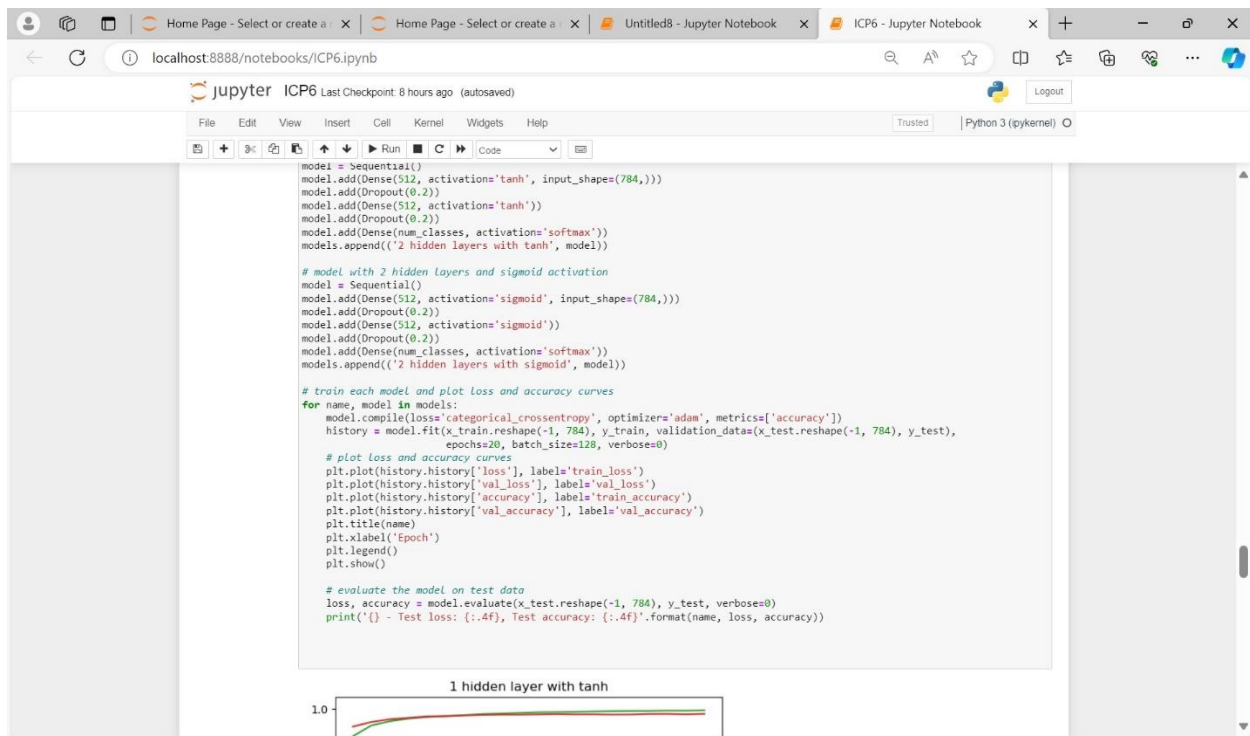 Home Page - Select or create a
Home Page - Select or create a
Untitled8 - Jupyter Notebook
ICP6 - Jupyter Notebook
localhost:8888/notebooks/ICP6.ipynb
jupyter ICP6 Last Checkpoint: 8 hours ago (autosaved)
Logout
File Edit View Insert Cell Kernel Widgets Help
Trusted
Python 3 (ipykernel)
Run
Code
model = Sequential()
model.add(Dense(512, activation='tanh', input_shape=(784,)))
model.add(Dropout(0.2))
model.add(Dense(512, activation='tanh'))
model.add(Dropout(0.2))
model.add(Dense(num_classes, activation='softmax'))
models.append(('2 hidden layers with tanh', model))
# model with 2 hidden layers and sigmoid activation
model = Sequential()
model.add(Dense(512, activation='sigmoid', input_shape=(784,)))
model.add(Dropout(0.2))
model.add(Dense(512, activation='sigmoid'))
model.add(Dropout(0.2))
model.add(Dense(num_classes, activation='softmax'))
models.append(('2 hidden layers with sigmoid', model))
# train each model and plot loss and accuracy curves
for name, model in models:
    model.compile(loss='categorical_crossentropy', optimizer='adam', metrics=['accuracy'])
    history = model.fit(x_train.reshape(-1, 784), y_train, validation_data=(x_test.reshape(-1, 784), y_test),
                        epochs=20, batch_size=128, verbose=0)
    # plot loss and accuracy curves
    plt.plot(history.history['loss'], label='train_loss')
    plt.plot(history.history['val_loss'], label='val_loss')
    plt.plot(history.history['accuracy'], label='train_accuracy')
    plt.plot(history.history['val_accuracy'], label='val_accuracy')
    plt.title(name)
    plt.xlabel('Epoch')
    plt.legend()
    plt.show()
    # evaluate the model on test data
    loss, accuracy = model.evaluate(x_test.reshape(-1, 784), y_test, verbose=0)
    print('{} - Test loss: {:.4f}, Test accuracy: {:.4f}'.format(name, loss, accuracy))
1 hidden layer with tanh
1.0